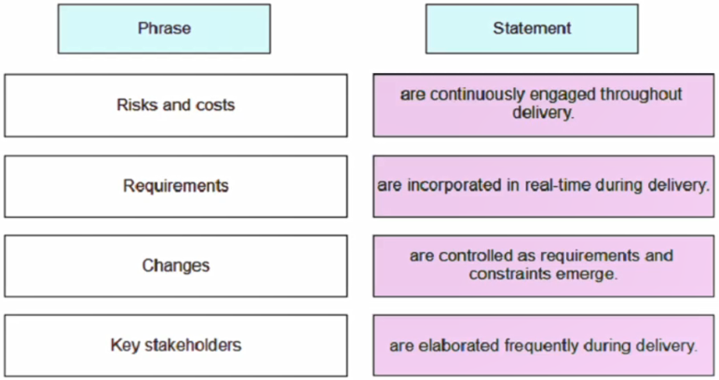 Phrase
Statement
Risks and costs
are continuously engaged throughout
delivery.
Requirements
are incorporated in real-time during delivery.
Changes
are controlled as requirements and
constraints emerge.
Key stakeholders
are elaborated frequently during delivery.